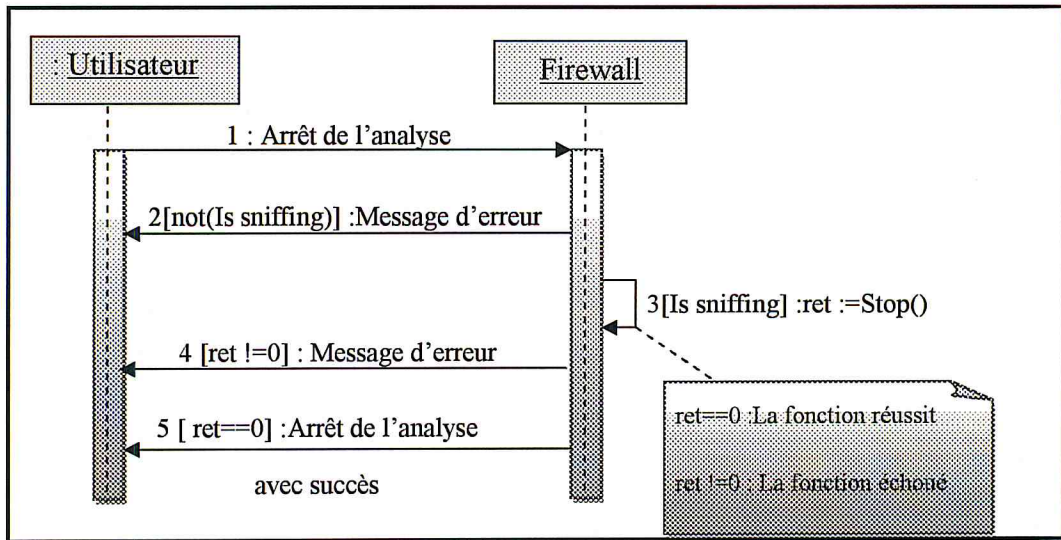 : Utilisateur
Firewall
1 : Arrêt de l'analyse
2[not(Is sniffing)] :Message d'erreur
3[Is sniffing] :ret :=Stop()
4 [ret !=0] : Message d'erreur
ret==0 :La fonction réussit
5 [ ret==0] :Arrêt de l'analyse
avec succès
ret !=0 : La fonction échoué